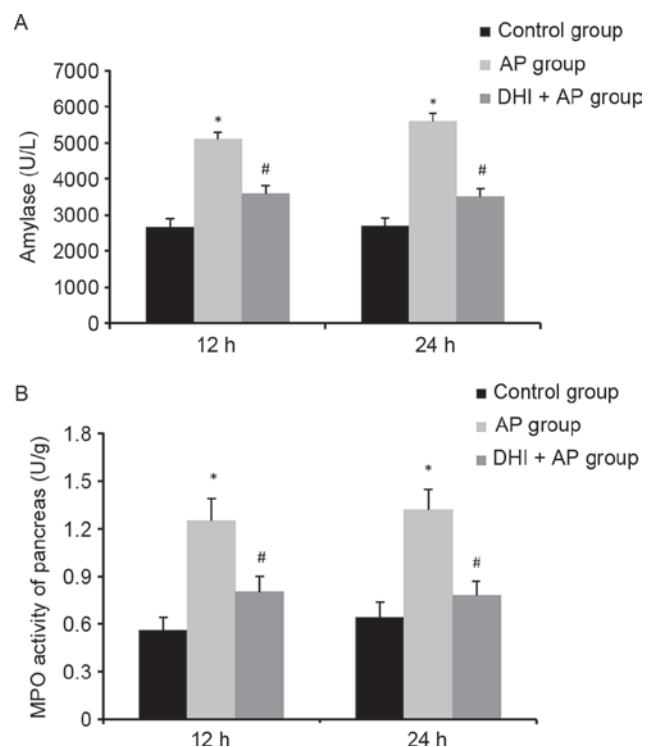 A
Control group
AP group
DHI + AP group
Amylase (U/L)
7000
6000
5000
4000
3000
2000
1000
0
*
#
*
#
12 h
24 h
B
Control group
AP group
DHI + AP group
MPO activity of pancreas (U/g)
1.8
1.5
1.2
0.9
0.6
0.3
0
*
#
*
#
12 h
24 h